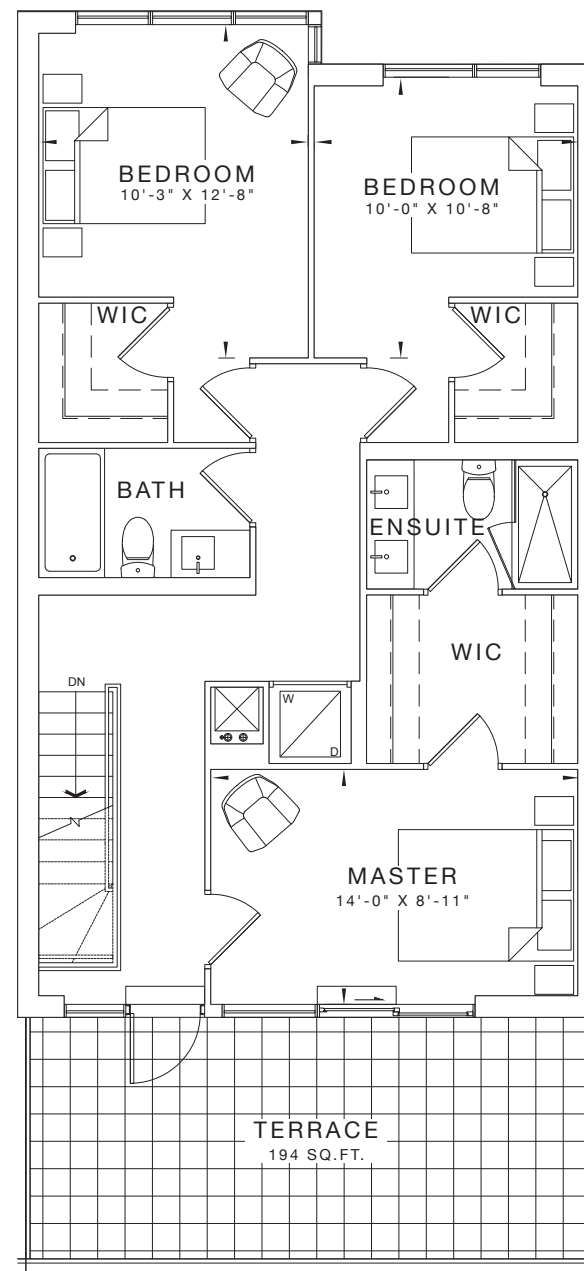 BEDROOM
10'-3" X 12'-8"
BEDROOM
10'-0" X 10'-8"
WIC
WIC
BATH
ENSUITE
WIC
DN
W
D
MASTER
14'-0" X 8'-11"
TERRACE
194 SQ.FT.